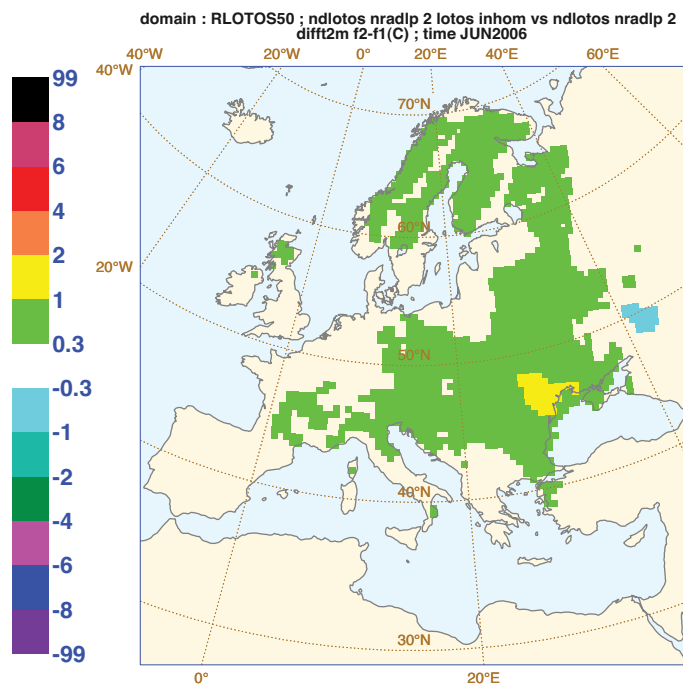 domain : RLOTOS50 ; ndlotos nradlp 2 lotos inhom vs ndlotos nradlp 2
difft2m f2-f1(C) ; time JUN2006
40°W 20°W 0° 20°E 40°E 60°E
40°W
20°W
70°N
60°N
50°N
40°N
30°N
0° 20°E
99
8
6
4
2
1
0.3
-0.3
-1
-2
-4
-6
-8
-99